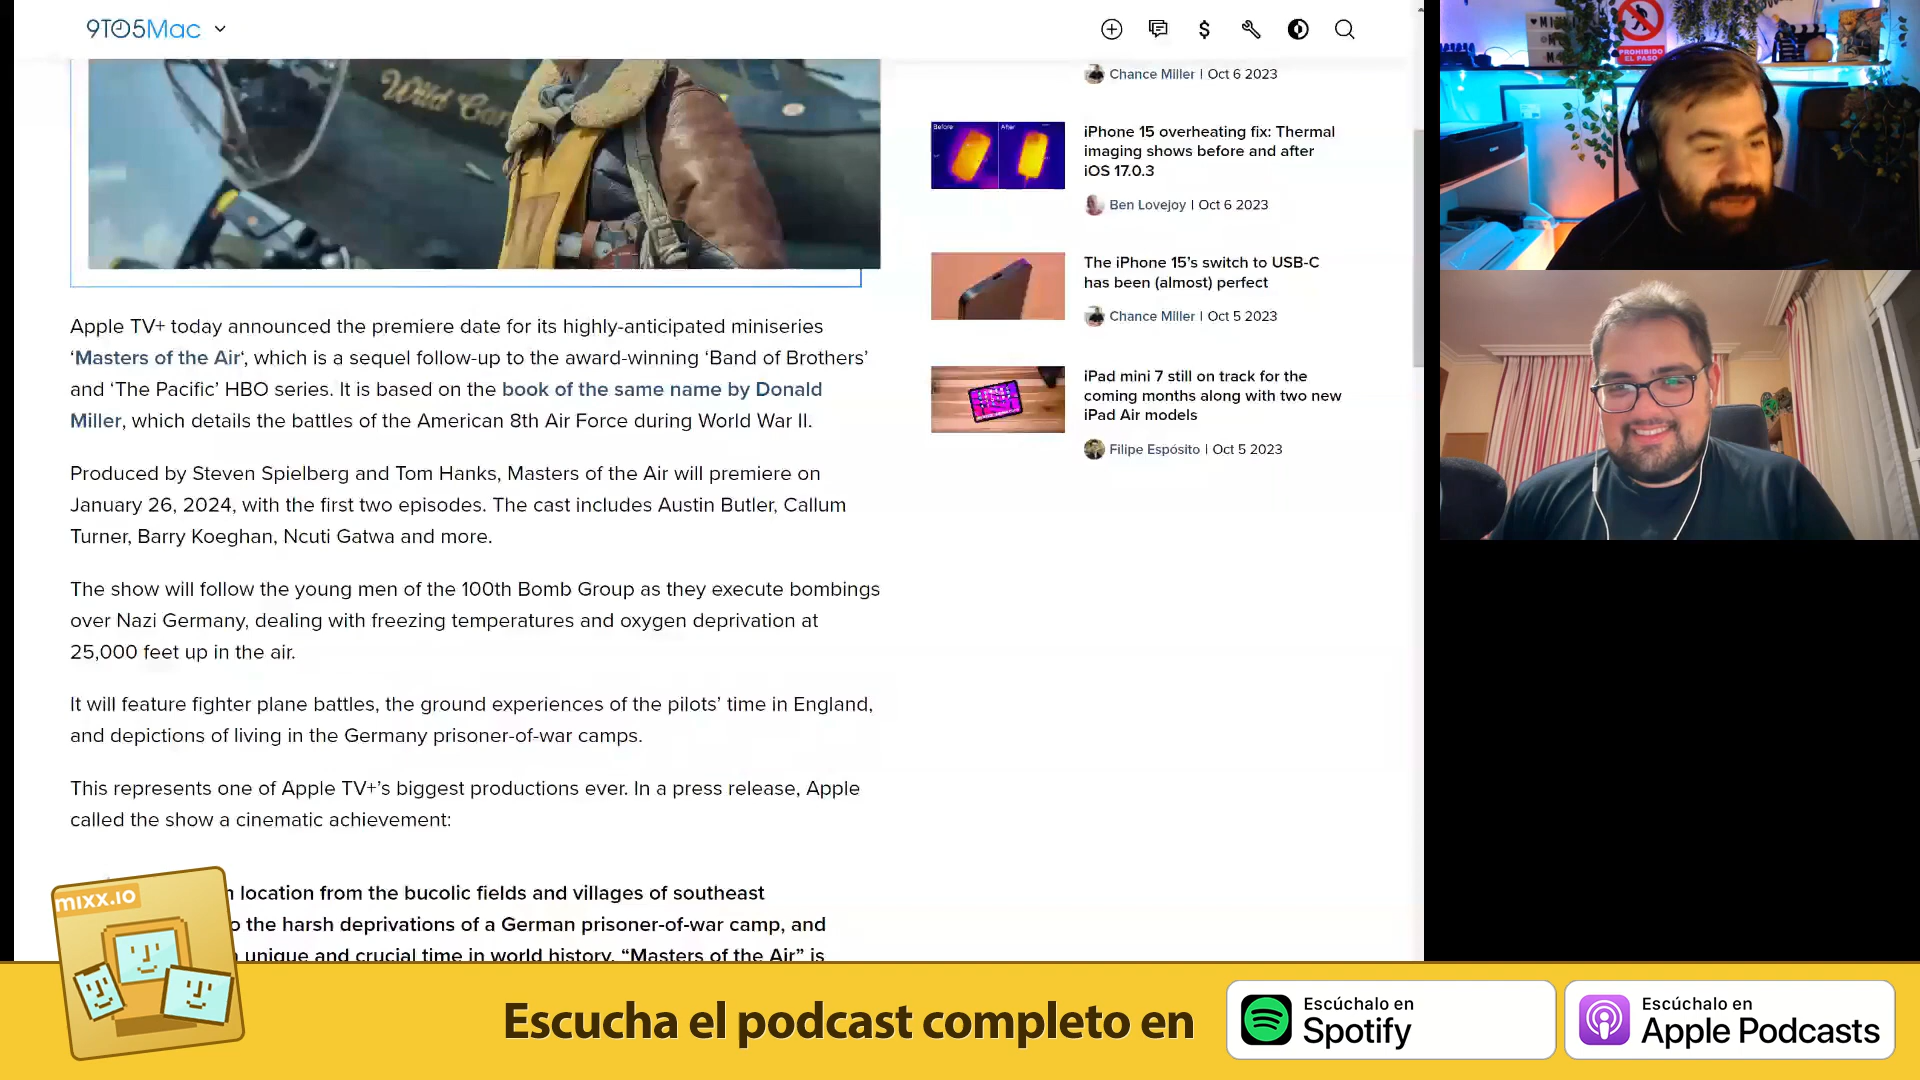 9TO5Mac
Wild Car
Apple TV+ today announced the premiere date for its highly-anticipated miniseries
‘Masters of the Air‘, which is a sequel follow-up to the award-winning ‘Band of Brothers’
and ‘The Pacific’ HBO series. It is based on the book of the same name by Donald
Miller, which details the battles of the American 8th Air Force during World War II.
Produced by Steven Spielberg and Tom Hanks, Masters of the Air will premiere on
January 26, 2024, with the first two episodes. The cast includes Austin Butler, Callum
Turner, Barry Koeghan, Ncuti Gatwa and more.
The show will follow the young men of the 100th Bomb Group as they execute bombings
over Nazi Germany, dealing with freezing temperatures and oxygen deprivation at
25,000 feet up in the air.
It will feature fighter plane battles, the ground experiences of the pilots’ time in England,
and depictions of living in the Germany prisoner-of-war camps.
This represents one of Apple TV+’s biggest productions ever. In a press release, Apple
called the show a cinematic achievement:
location from the bucolic fields and villages of southeast
the harsh deprivations of a German prisoner-of-war camp, and
unique and crucial time in world history, “Masters of the Air” is
Chance Miller | Oct 6 2023
Before
After
iPhone 15 overheating fix: Thermal
imaging shows before and after
iOS 17.0.3
Ben Lovejoy | Oct 6 2023
The iPhone 15’s switch to USB-C
has been (almost) perfect
Chance Miller | Oct 5 2023
iPad mini 7 still on track for the
coming months along with two new
iPad Air models
Filipe Espósito | Oct 5 2023
PROHIBIDO
EL PASO
mixx.io
Escucha el podcast completo en
Escúchalo en
Spotify
Escúchalo en
Apple Podcasts